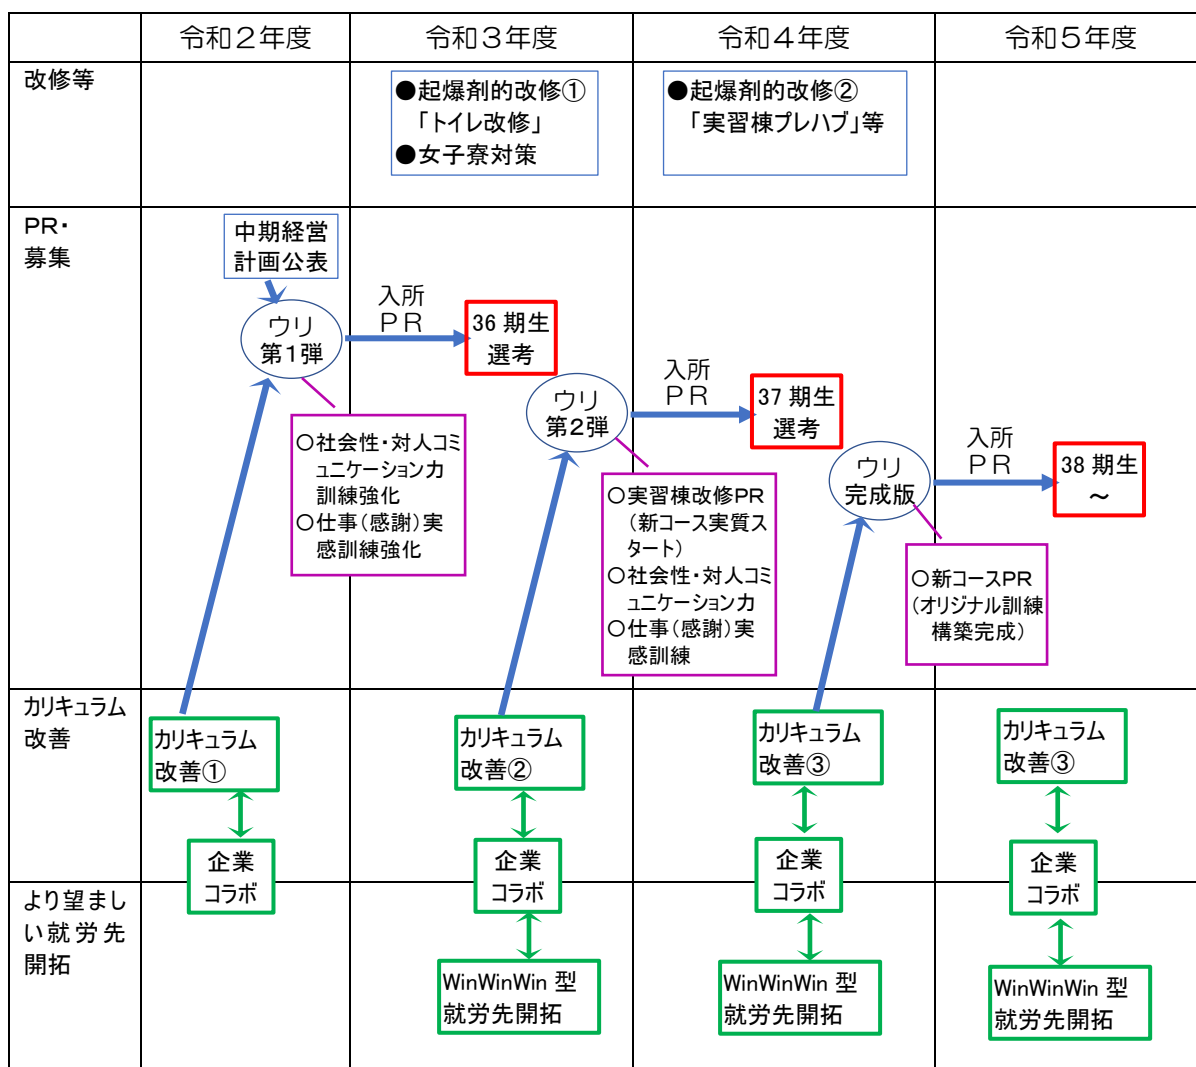 令和２年度
令和３年度
令和４年度
令和５年度
改修等
●起爆剤的改修①
「トイレ改修」
●女子寮対策
●起爆剤的改修②
「実習棟プレハブ」等
PR・
募集
中期経営
計画公表
ウリ
第１弾
入所
ＰＲ
36 期生
選考
○社会性・対人コミ
ュニケーション力
訓練強化
○仕事（感謝）実
感訓練強化
ウリ
第２弾
入所
ＰＲ
37 期生
選考
○実習棟改修PR
（新コース実質ス
タート）
○社会性・対人コミ
ュニケーション力
○仕事（感謝）実
感訓練
ウリ
完成版
入所
ＰＲ
38 期生
～
○新コースPR
（オリジナル訓練
構築完成）
カリキュラム
改善
カリキュラム
改善①
カリキュラム
改善②
カリキュラム
改善③
カリキュラム
改善③
企業
コラボ
企業
コラボ
企業
コラボ
企業
コラボ
より望まし
い就労先
開拓
WinWinWin 型
就労先開拓
WinWinWin 型
就労先開拓
WinWinWin 型
就労先開拓